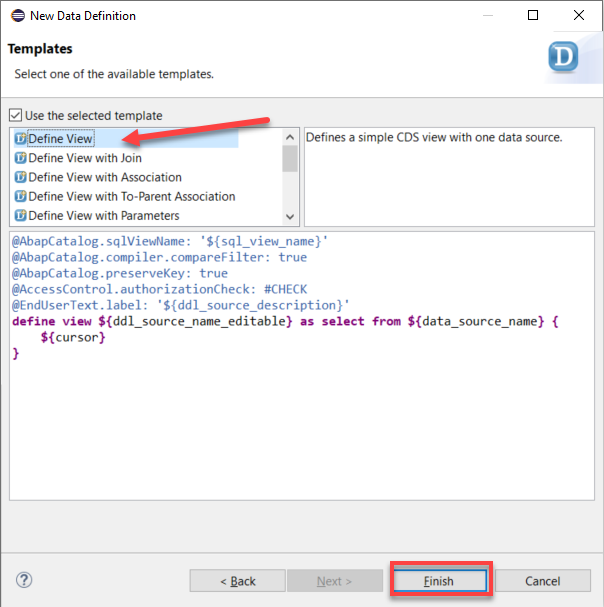 New Data Definition
Templates
Select one of the available templates.
D
Use the selected template
Define View
Define View with Join
Define View with Association
Define View with To-Parent Association
Define View with Parameters
Defines a simple CDS view with one data source.
@AbapCatalog.sqlViewName: '${sql_view_name}'
@AbapCatalog.compiler.compareFilter: true
@AbapCatalog.preserveKey: true
@AccessControl.authorizationCheck: #CHECK
@EndUserText.label: '${ddl_source_description}'
define view ${ddl_source_name_editable} as select from ${data_source_name} {
    ${cursor}
}
?
< Back
Next >
Finish
Cancel